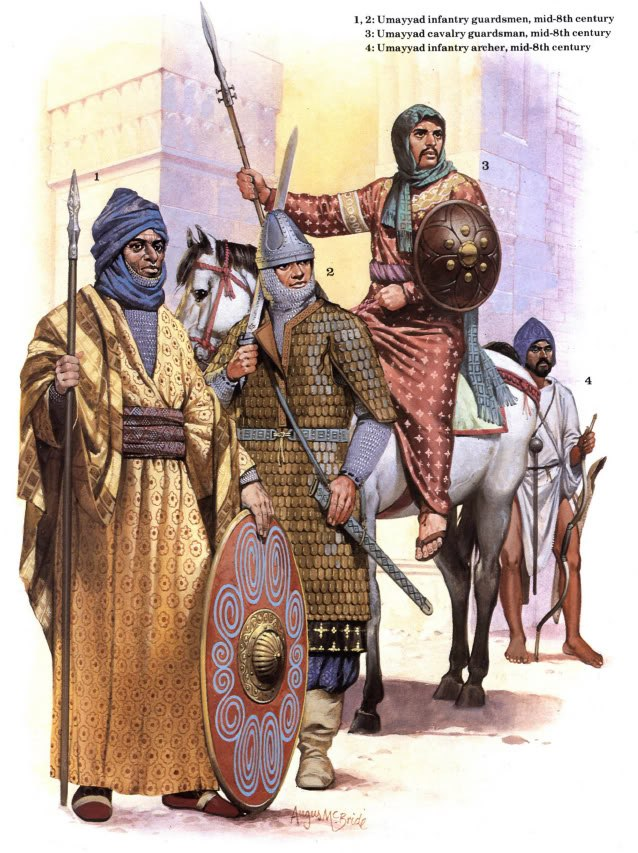 1, 2: Umayyad infantry guardsmen, mid-8th century
3: Umayyad cavalry guardsman, mid-8th century
4: Umayyad infantry archer, mid-8th century
1
3
2
4
Angus McBride